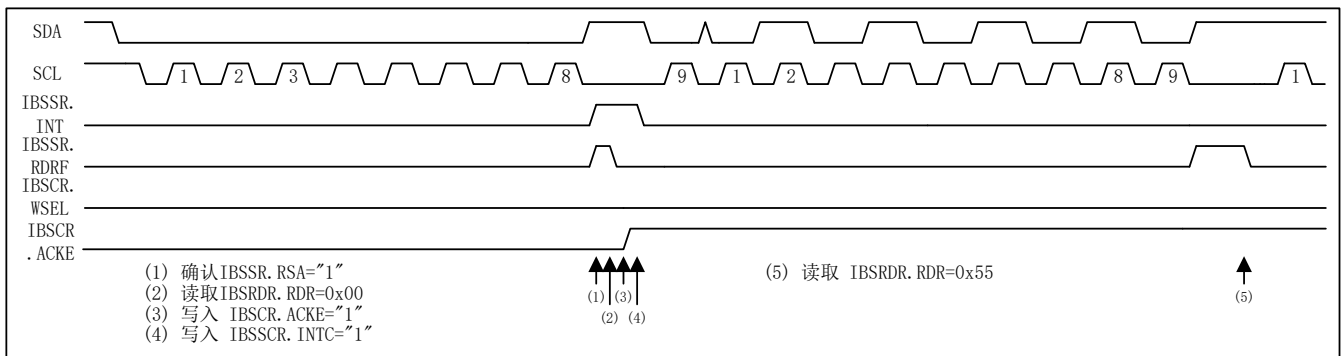 SDA
SCL
1 2 3 8 9 1 2 8 9 1
IBSSR.
INT
IBSSR.
RDRF
IBSCR.
WSEL
IBSCR
.ACKE
(1) 确认IBSSR.RSA="1"
(2) 读取IBSRDR.RDR=0x00
(3) 写入 IBSCR.ACKE="1"
(4) 写入 IBSSCR.INTC="1"
(1) (3)
(2) (4)
(5) 读取 IBSRDR.RDR=0x55
(5)